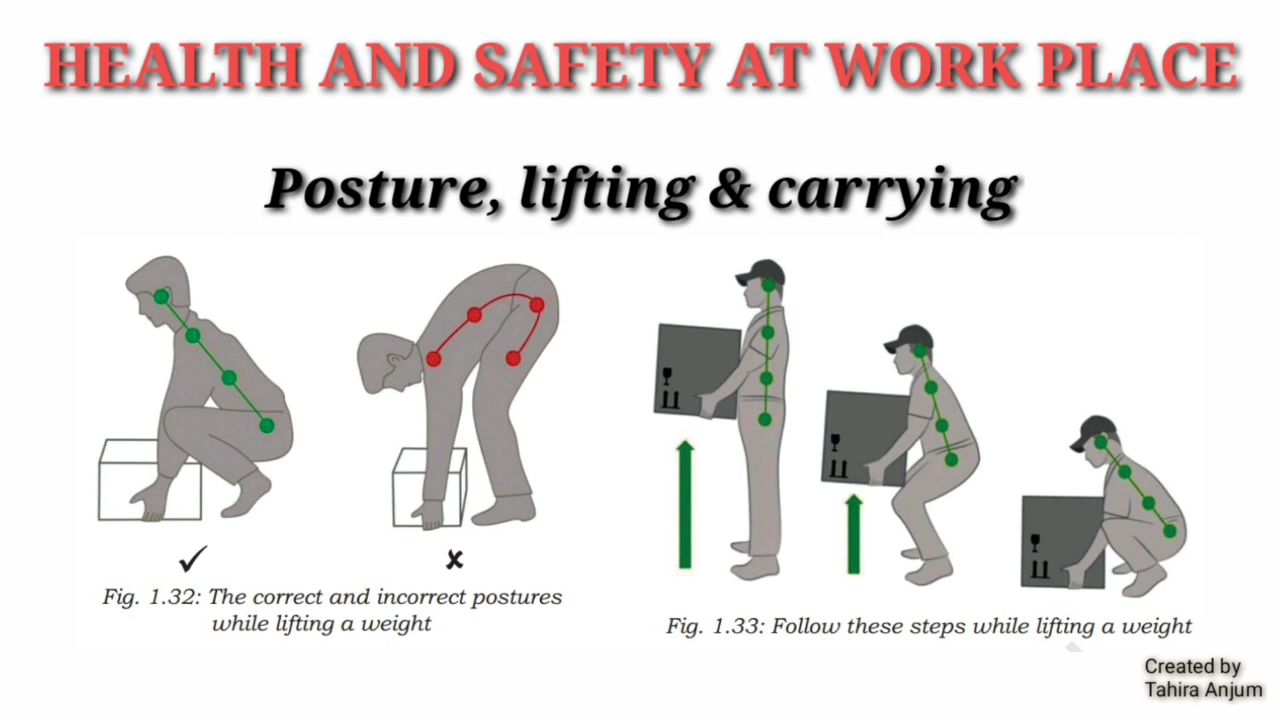 HEALTH AND SAFETY AT WORK PLACE
Posture, lifting & carrying
Fig. 1.32: The correct and incorrect postures
while lifting a weight
Fig. 1.33: Follow these steps while lifting a weight
Created by
Tahira Anjum